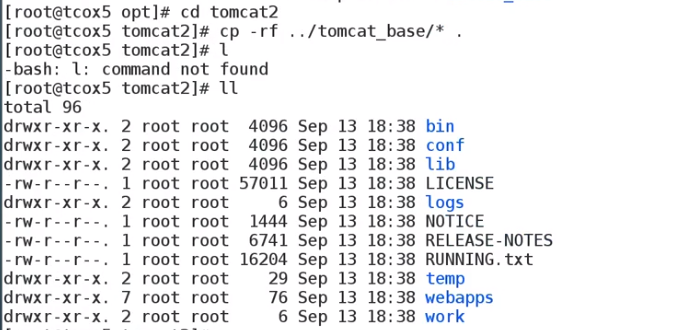 [root@tcox5 opt]# cd tomcat2
[root@tcox5 tomcat2]# cp -rf ../tomcat_base/* .
[root@tcox5 tomcat2]# l
-bash: l: command not found
[root@tcox5 tomcat2]# ll
total 96
drwxr-xr-x. 2 root root  4096 Sep 13 18:38 bin
drwxr-xr-x. 2 root root  4096 Sep 13 18:38 conf
drwxr-xr-x. 2 root root  4096 Sep 13 18:38 lib
-rw-r--r--. 1 root root 57011 Sep 13 18:38 LICENSE
drwxr-xr-x. 2 root root     6 Sep 13 18:38 logs
-rw-r--r--. 1 root root  1444 Sep 13 18:38 NOTICE
-rw-r--r--. 1 root root  6741 Sep 13 18:38 RELEASE-NOTES
-rw-r--r--. 1 root root 16204 Sep 13 18:38 RUNNING.txt
drwxr-xr-x. 2 root root    29 Sep 13 18:38 temp
drwxr-xr-x. 7 root root    76 Sep 13 18:38 webapps
drwxr-xr-x. 2 root root     6 Sep 13 18:38 work